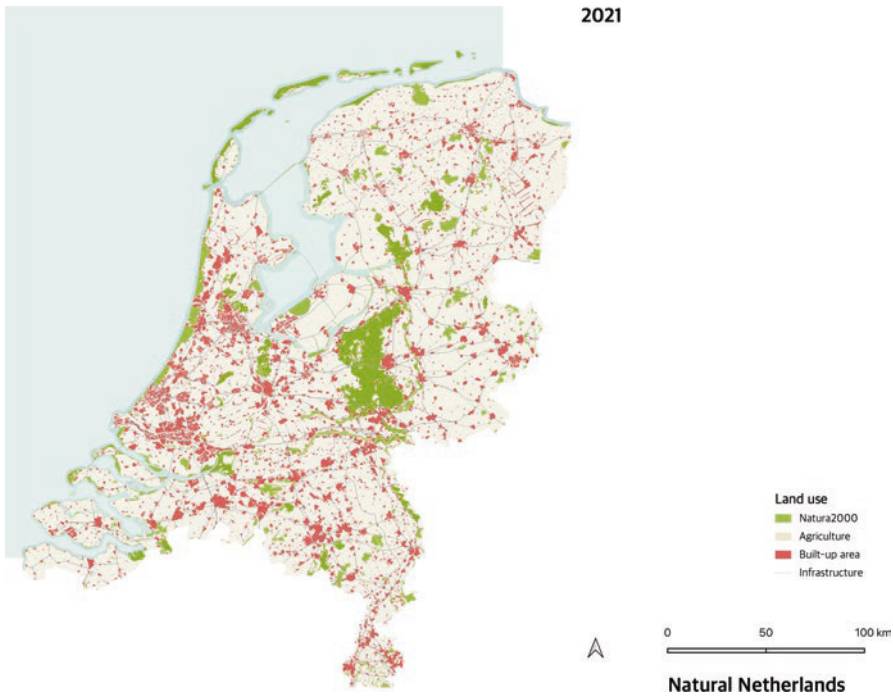 2021
Land use
Natura2000
Agriculture
Built-up area
Infrastructure
0 50 100 km
Natural Netherlands